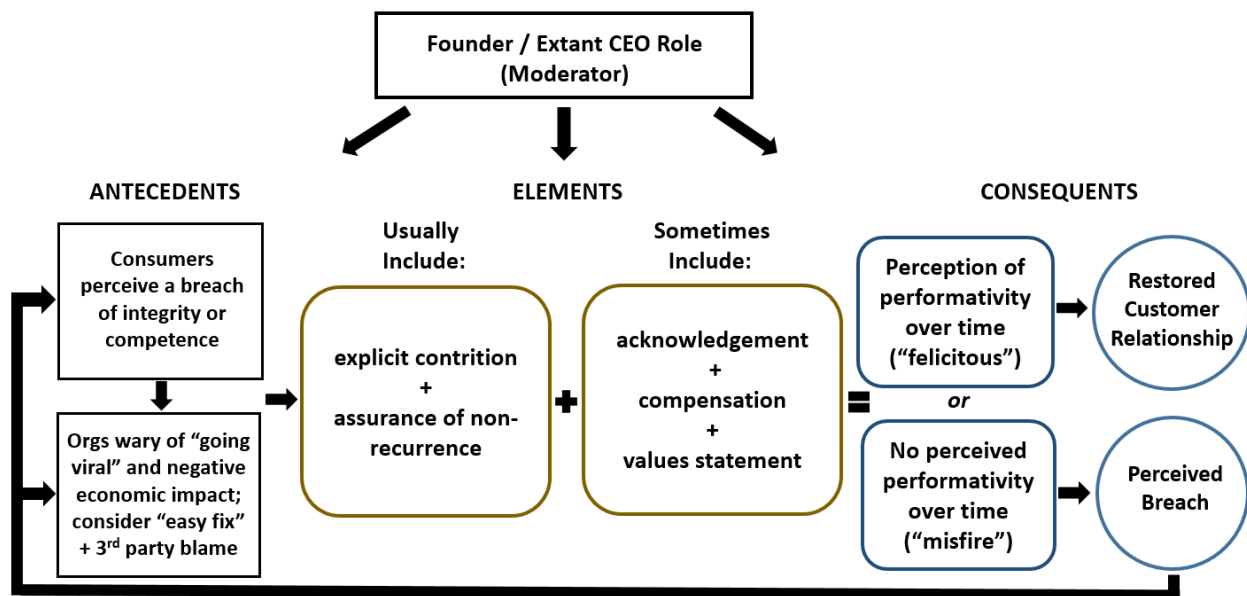 Founder / Extant CEO Role
(Moderator)
ANTECEDENTS
Consumers
perceive a breach
of integrity or
competence
Orgs wary of “going
viral” and negative
economic impact;
consider “easy fix”
+ 3rd party blame
ELEMENTS
Usually
Include:
explicit contrition
+
assurance of non-
recurrence
+
Sometimes
Include:
acknowledgement
+
compensation
+
values statement
=
CONSEQUENTS
Perception of
performativity
over time
(“felicitous”)
Restored
Customer
Relationship
or
No perceived
performativity
over time
(“misfire”)
Perceived
Breach